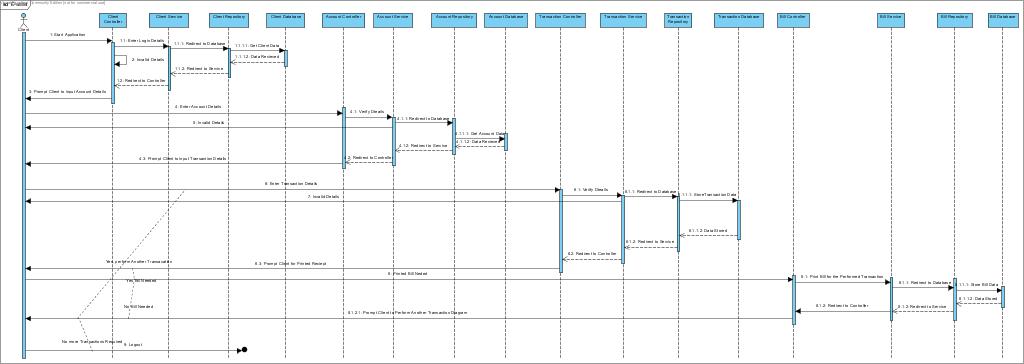 Client
Client Controller
Client Service
Client Repository
Client Database
Account Controller
Account Service
Account Repository
Account Database
Transaction Controller
Transaction Service
Transaction Repository
Transaction Database
Bill Controller
Bill Service
Bill Repository
Bill Database
1: Start Application
1.1: Enter Login Details
1.1.1: Redirect to Database
1.1.1.1: Get Client Data
1.1.1.2: Data Retrieved
2: Invalid Details
1.1.2: Redirect to Service
1.2: Redirect to Controller
3: Prompt Client to Input Account Details
4: Enter Account Details
4.1: Verify Details
4.1.1: Redirect to Database
5: Invalid Details
4.1.1.1: Get Account Data
4.1.1.2: Data Retrieved
4.1.2: Redirect to Service
4.2: Redirect to Controller
4.3: Prompt Client to Input Transaction Details
6: Enter Transaction Details
6.1: Verify Details
6.1.1: Redirect to Database
6.1.1.1: Store Transaction Data
7: Invalid Details
6.1.1.2: Data Stored
6.1.2: Redirect to Service
6.2: Redirect to Controller
Yes, perform Another Transaction
6.3: Prompt Client for Printed Reciept
8: Printed Bill Needed
8.1: Print Bill for the Performed Transaction
Yes Bill Needed
8.1.1: Redirect to Database
8.1.1.1: Store Bill Data
8.1.1.2: Data Stored
No Bill Needed
8.1.2: Redirect to Controller
8.1.2: Redirect to Service
8.1.2.1: Prompt Client to Perform Another Transaction Diagram
No more Transactions Required
9: Logout